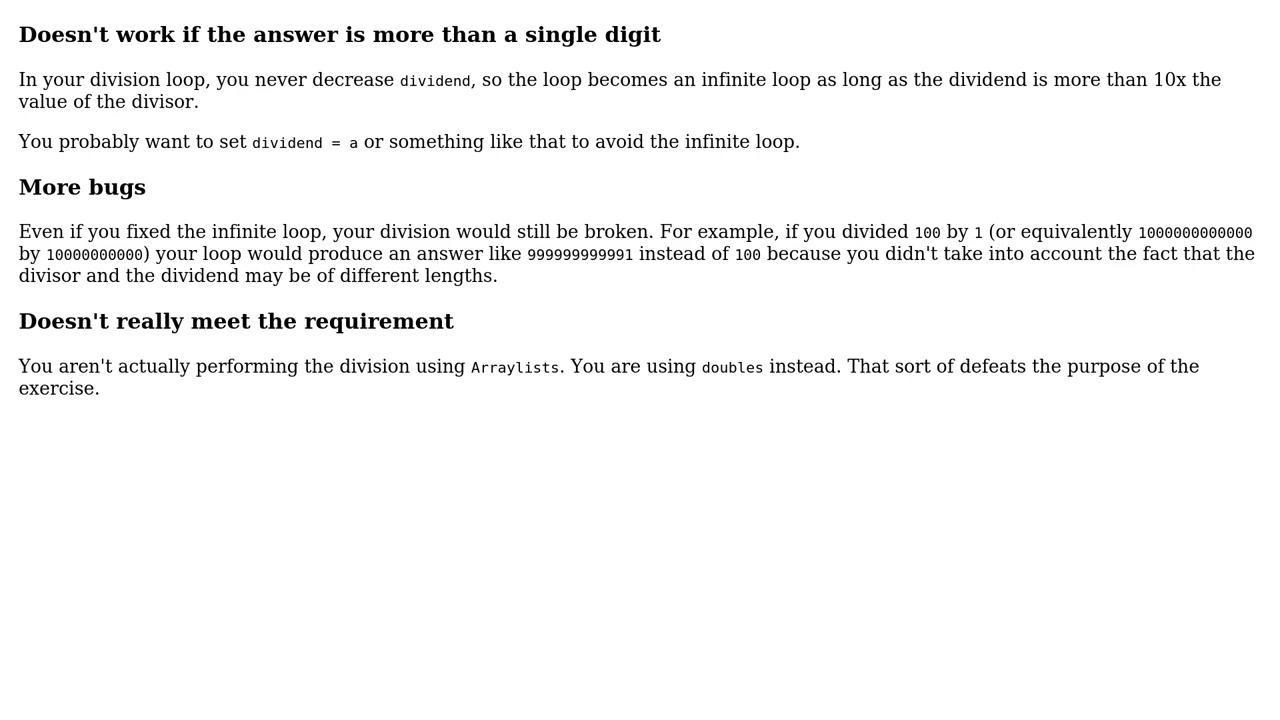 Doesn't work if the answer is more than a single digit
In your division loop, you never decrease dividend, so the loop becomes an infinite loop as long as the dividend is more than 10x the
value of the divisor.
You probably want to set dividend = a or something like that to avoid the infinite loop.
More bugs
Even if you fixed the infinite loop, your division would still be broken. For example, if you divided 100 by 1 (or equivalently 1000000000000
by 10000000000) your loop would produce an answer like 999999999991 instead of 100 because you didn't take into account the fact that the
divisor and the dividend may be of different lengths.
Doesn't really meet the requirement
You aren't actually performing the division using Arraylists. You are using doubles instead. That sort of defeats the purpose of the
exercise.